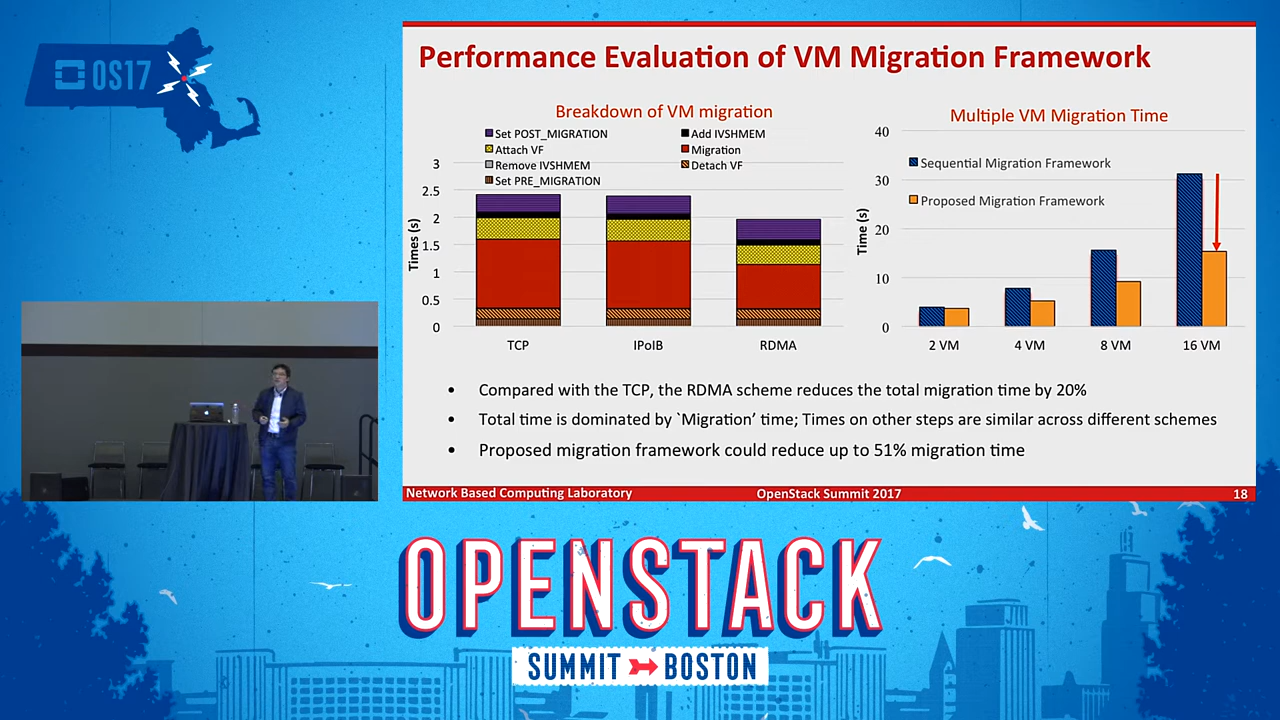 OS17
Performance Evaluation of VM Migration Framework
Breakdown of VM migration
Set POST_MIGRATION
Add IVSHMEM
Attach VF
Migration
Remove IVSHMEM
Detach VF
Set PRE_MIGRATION
Times (s)
3
2.5
2
1.5
1
0.5
0
TCP
IPoIB
RDMA
Multiple VM Migration Time
Sequential Migration Framework
Proposed Migration Framework
Time (s)
40
30
20
10
0
2 VM
4 VM
8 VM
16 VM
• Compared with the TCP, the RDMA scheme reduces the total migration time by 20%
• Total time is dominated by `Migration' time; Times on other steps are similar across different schemes
• Proposed migration framework could reduce up to 51% migration time
Network Based Computing Laboratory
OpenStack Summit 2017
18
OPENSTACK
SUMMIT BOSTON